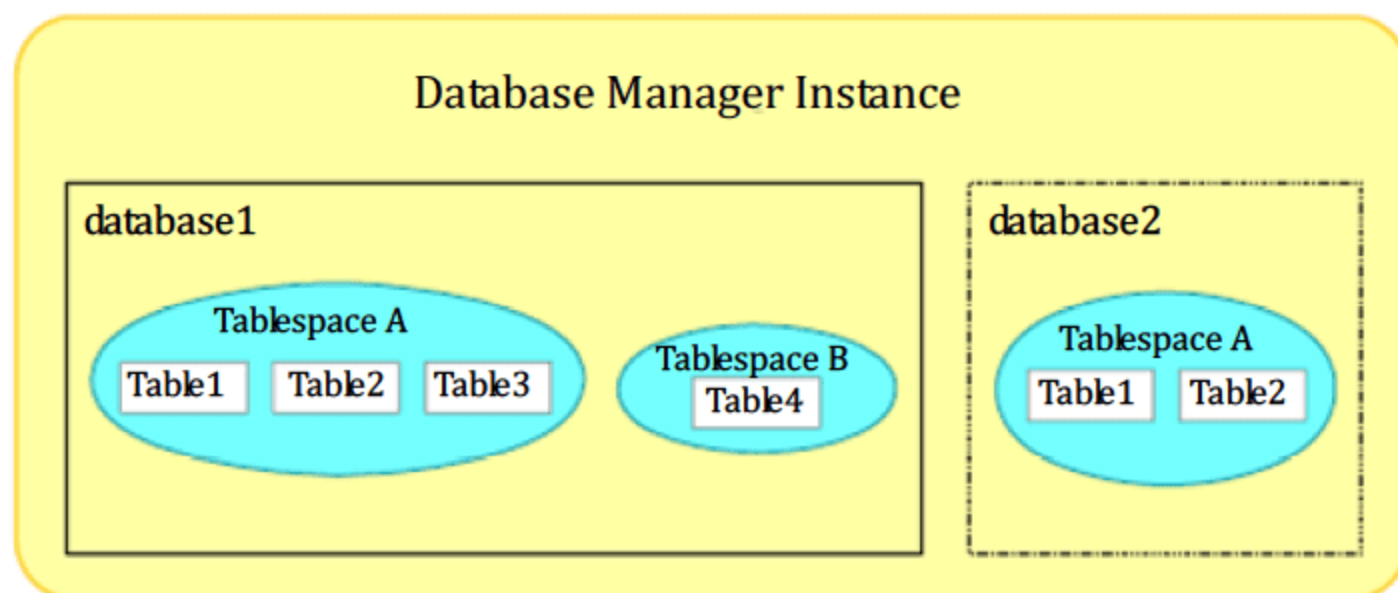 Database Manager Instance
database1
Tablespace A
Table1 Table2 Table3
Tablespace B
Table4
database2
Tablespace A
Table1 Table2